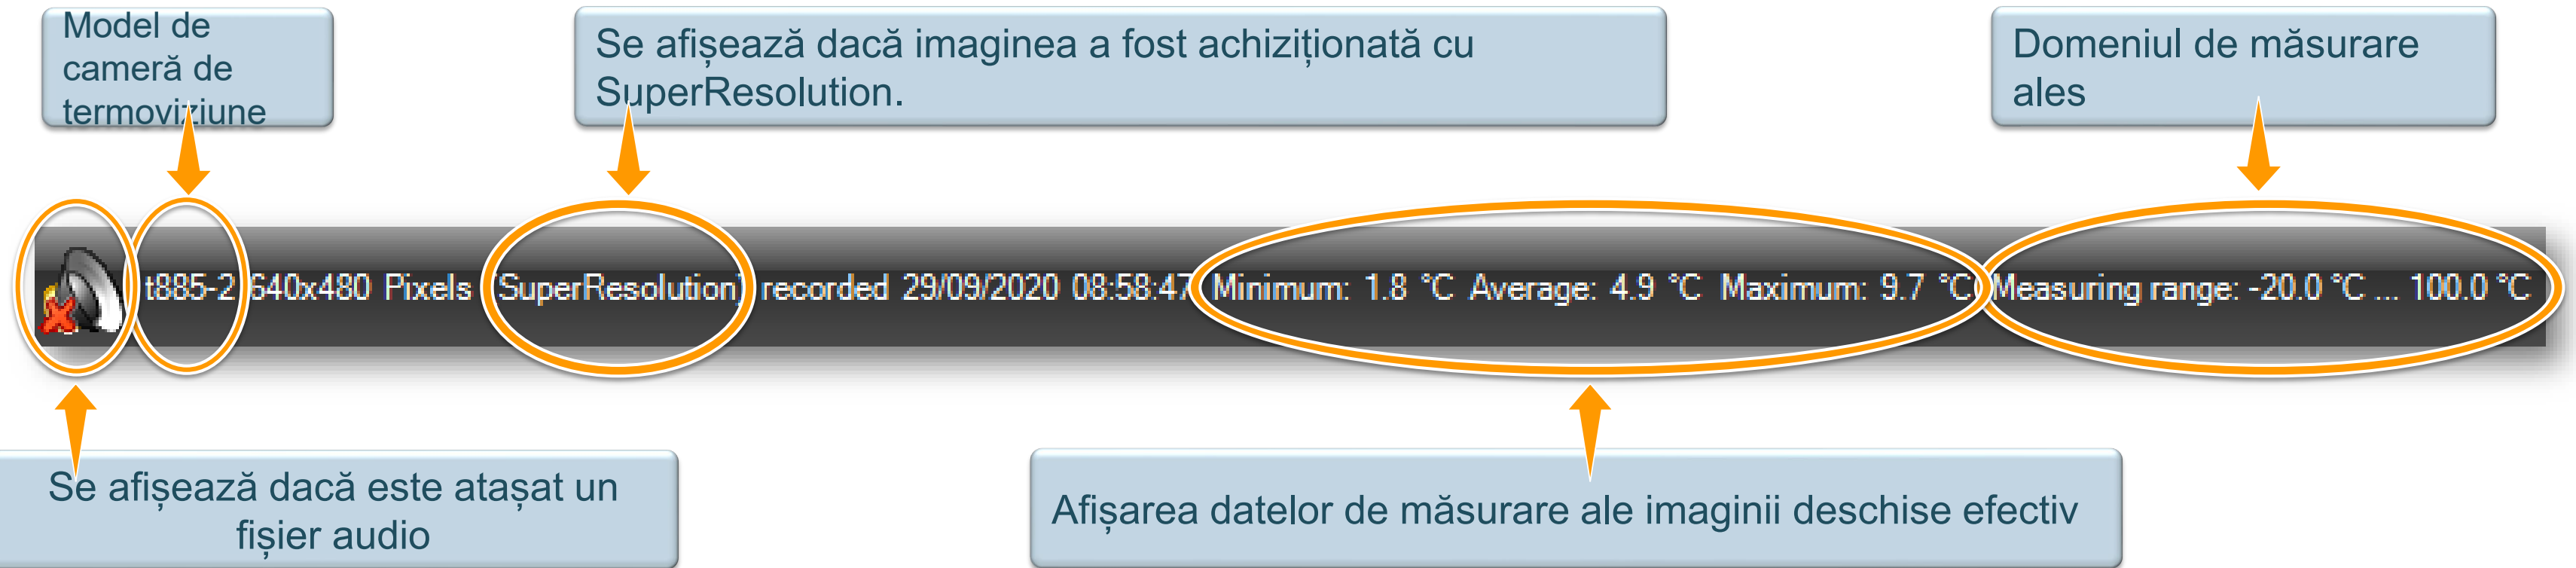 Model de
cameră de
termoviziune
Se afișează dacă imaginea a fost achiziționată cu
SuperResolution.
Domeniul de măsurare
ales
t885-2 640x480 Pixels (SuperResolution) recorded 29/09/2020 08:58:47 Minimum: 1.8 °C Average: 4.9 °C Maximum: 9.7 °C Measuring range: -20.0 °C ... 100.0 °C
Se afișează dacă este atașat un
fișier audio
Afișarea datelor de măsurare ale imaginii deschise efectiv